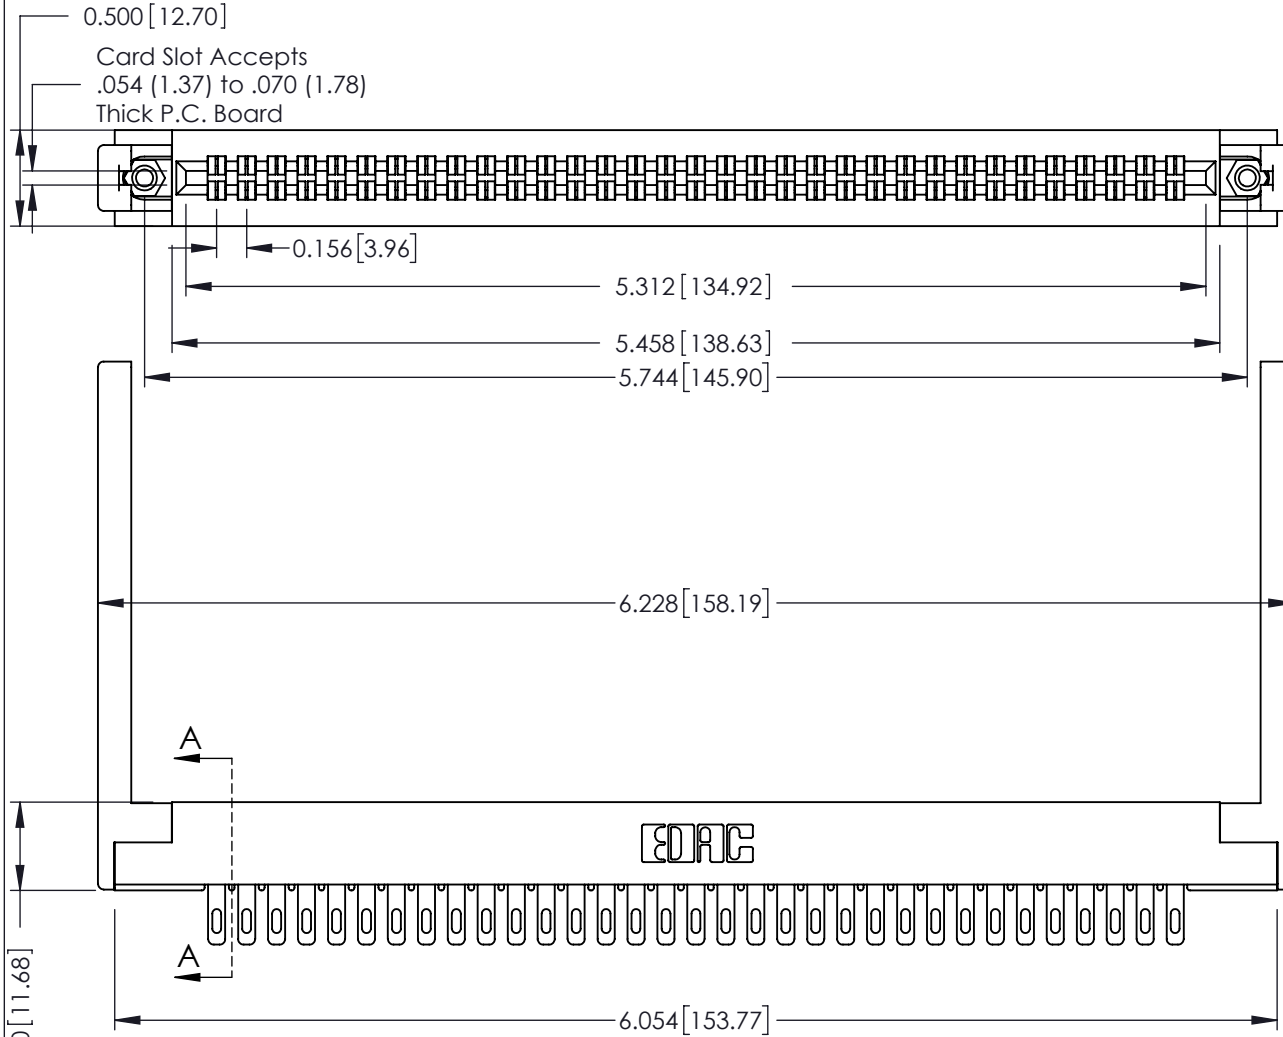 0.500[12.70]
Card Slot Accepts
.054 (1.37) to .070 (1.78)
Thick P.C. Board
0.156[3.96]
5.312[134.92]
5.458[138.63]
5.744[145.90]
6.228[158.19]
A
EDAC
A
0[11.68]
6.054[153.77]